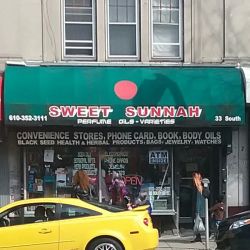 SWEET SUNNAH
PERFUME OILS - VARIETIES
610-352-3111
33 South
CONVENIENCE STORES, PHONE CARD, BOOK, BODY OILS
BLACK SEED HEALTH & HERBAL PRODUCTS, BAGS, JEWELRY, WATCHES
ATM
OPEN